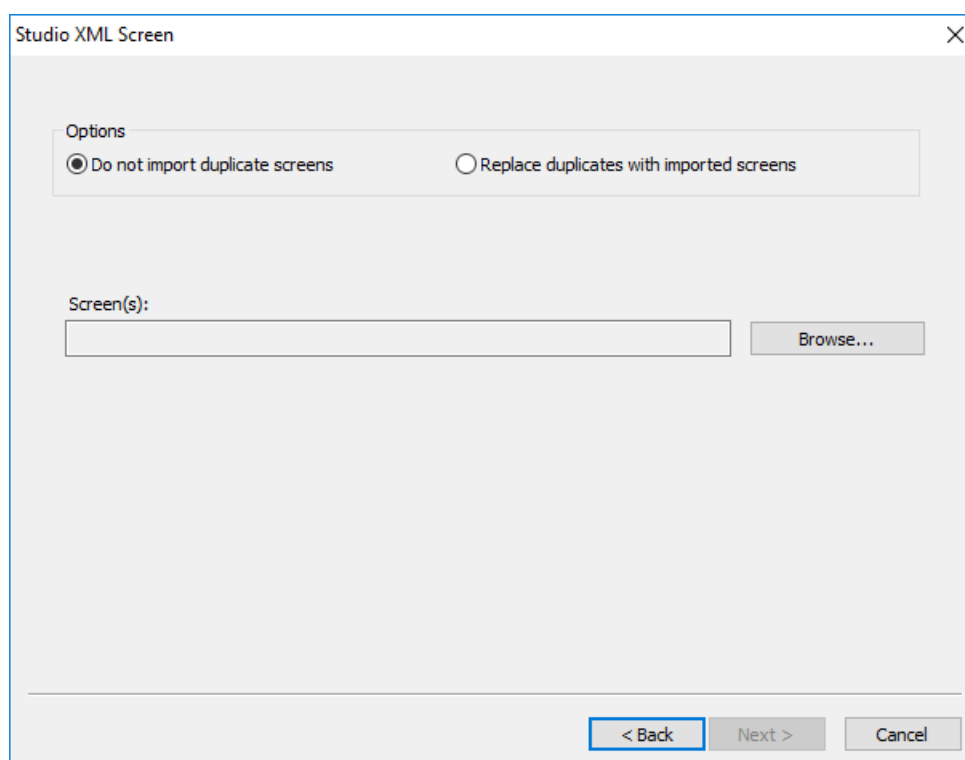 Studio XML Screen
Options
Do not import duplicate screens
Replace duplicates with imported screens
Screen(s):
Browse...
< Back
Next >
Cancel